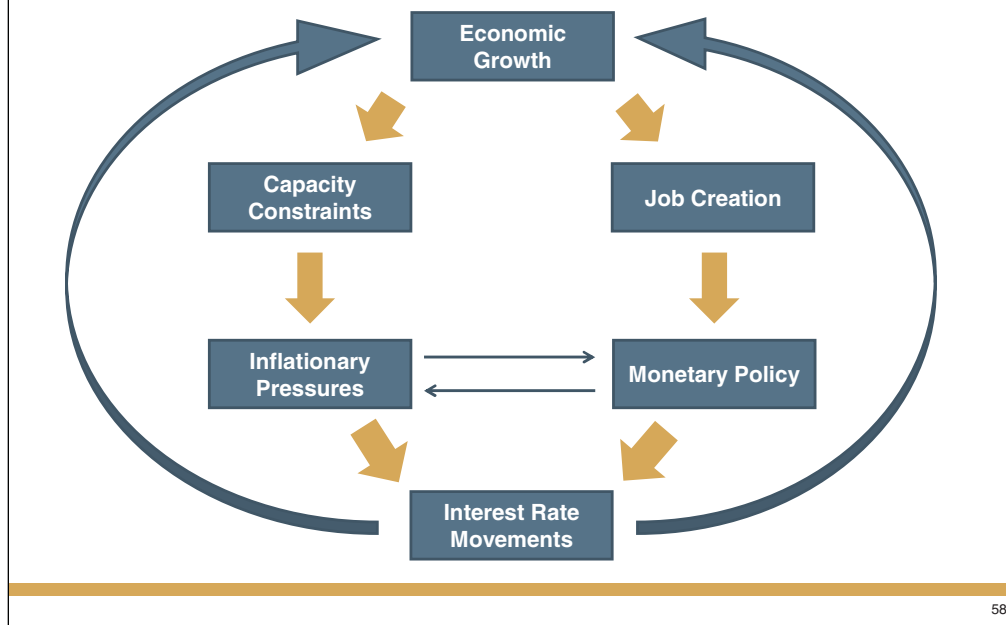 Economic
Growth
Capacity
Constraints
Job Creation
Inflationary
Pressures
Monetary Policy
Interest Rate
Movements
58